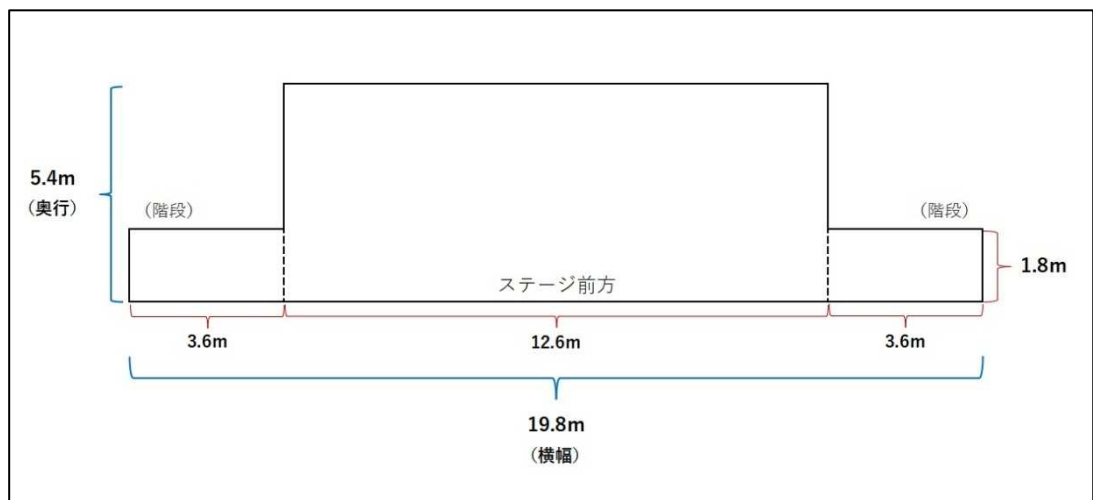 5.4m
（奥行）
（階段）
（階段）
1.8m
ステージ前方
3.6m
12.6m
3.6m
19.8m
（横幅）